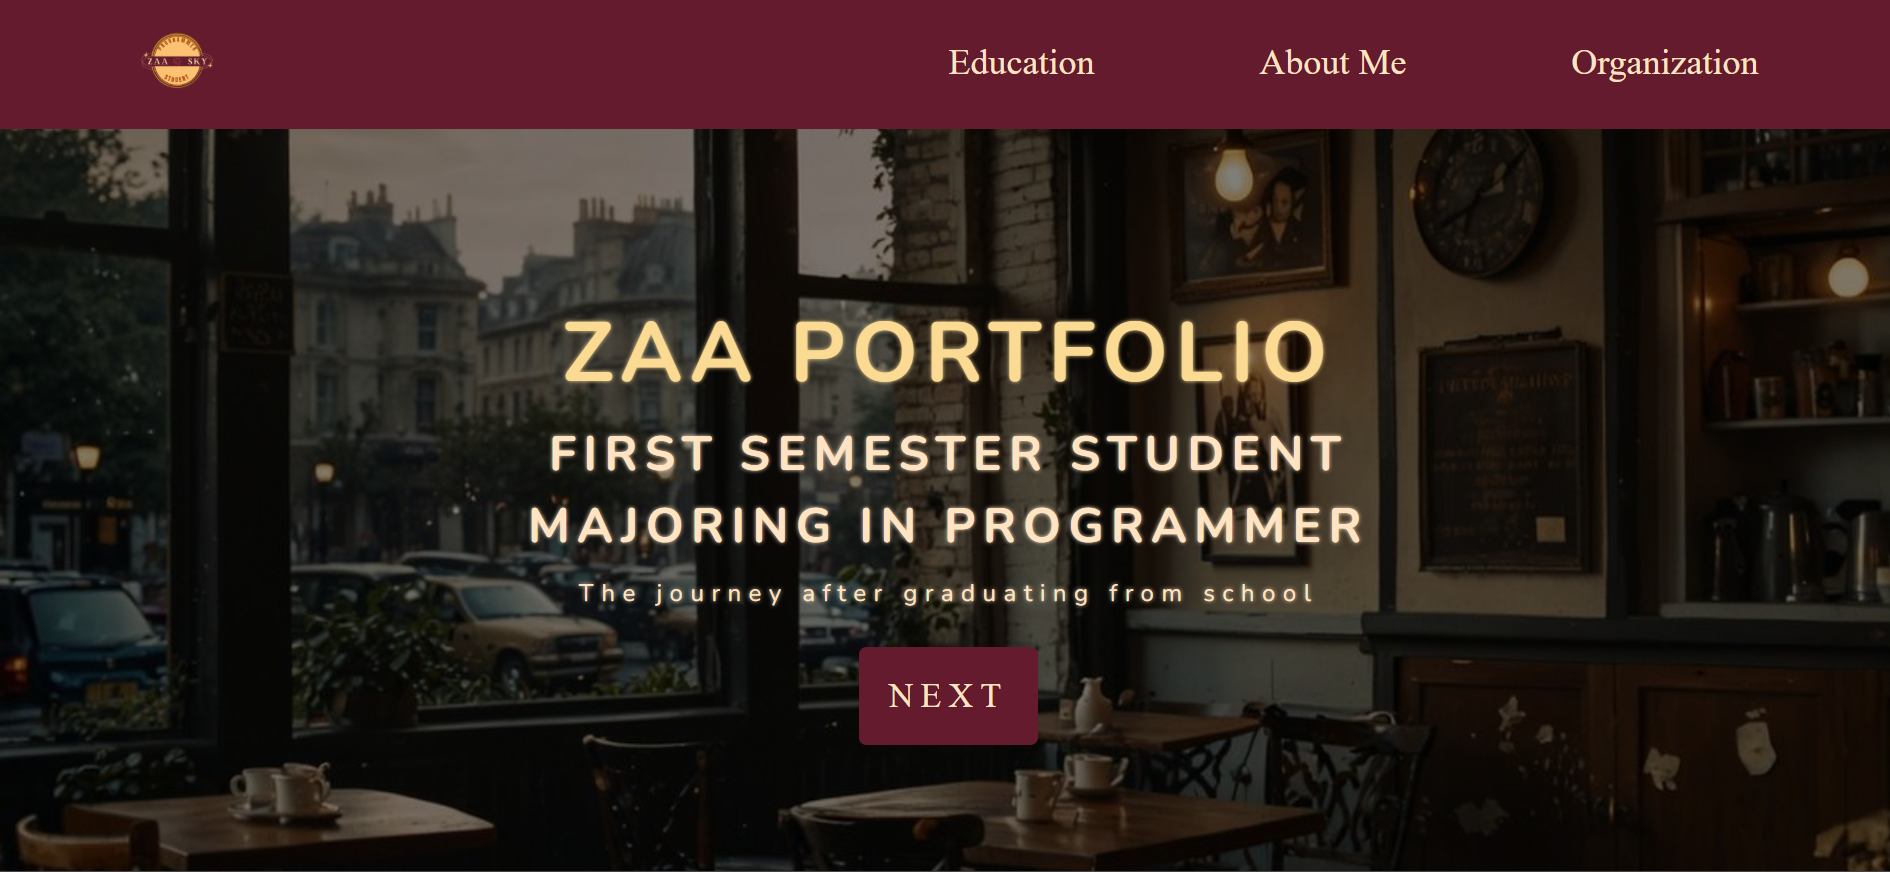 PROGRAMMER
ZAA SKY
STUDENT
Education
About Me
Organization
ZAA PORTFOLIO
FIRST SEMESTER STUDENT
MAJORING IN PROGRAMMER
The journey after graduating from school
NEXT